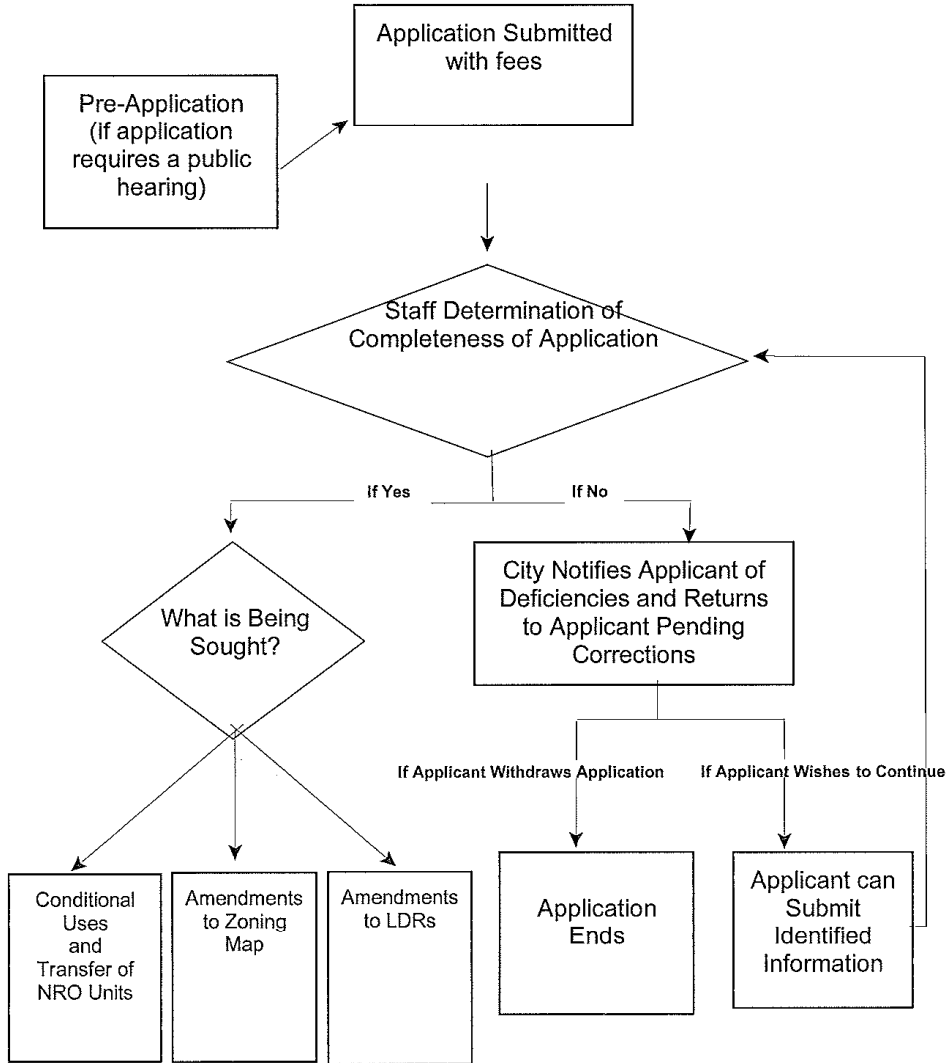 Application Submitted
with fees
Pre-Application
(if application
requires a public
hearing)
Staff Determination of
Completeness of Application
If Yes
If No
What is Being
Sought?
City Notifies Applicant of
Deficiencies and Returns
to Applicant Pending
Corrections
If Applicant Withdraws Application
If Applicant Wishes to Continue
Conditional
Uses
and
Transfer of
NRO Units
Amendments
to Zoning
Map
Amendments
to LDRs
Application
Ends
Applicant can
Submit
Identified
Information